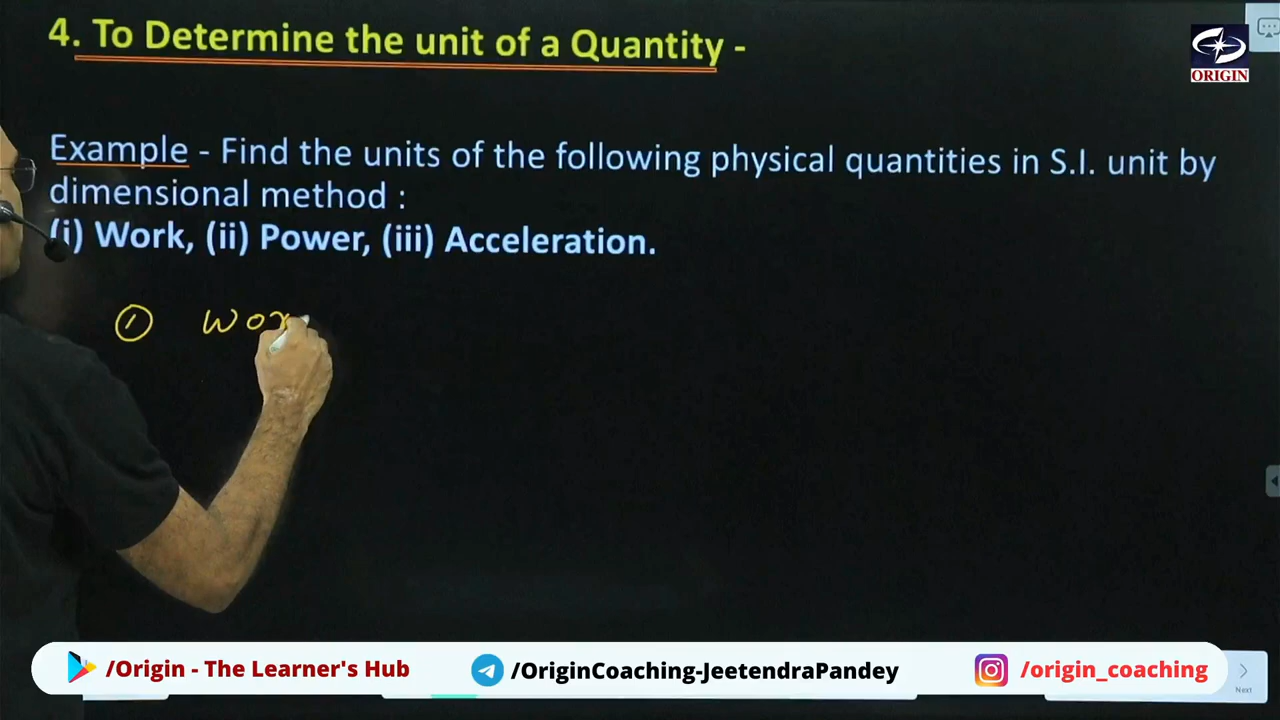 4. To Determine the unit of a Quantity -
ORIGIN
Example - Find the units of the following physical quantities in S.I. unit by
dimensional method :
(i) Work, (ii) Power, (iii) Acceleration.
① Wor
/Origin - The Learner's Hub
/OriginCoaching-JeetendraPandey
/origin_coaching
Next